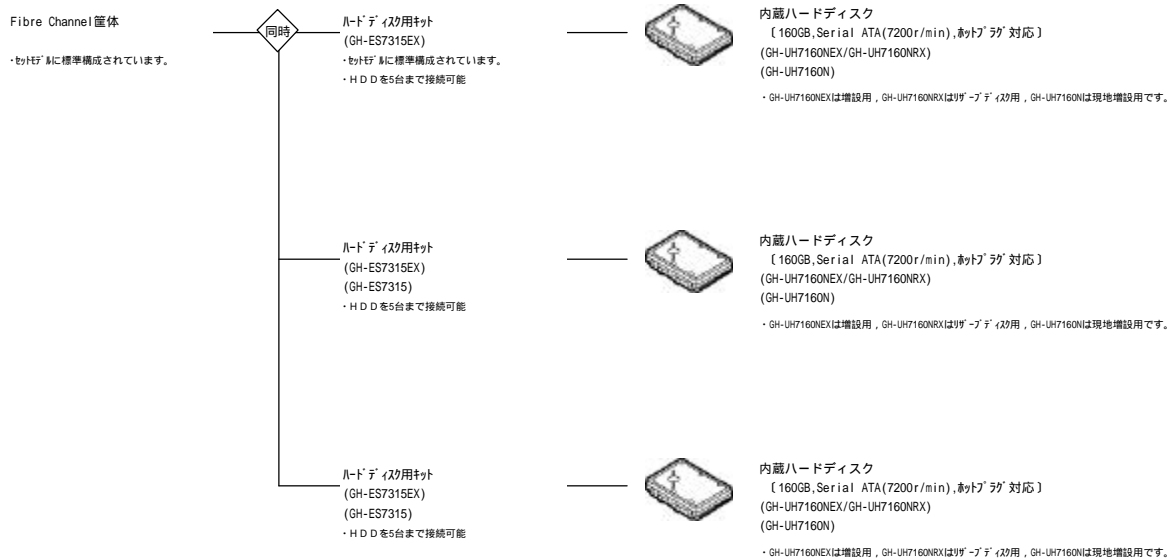 Fibre Channel筐体
・ｾｯﾄﾓﾃﾞﾙに標準構成されています。
同時
ﾊｰﾄﾞﾃﾞｨｽｸ用ｷｯﾄ
(GH-ES7315EX)
・ｾｯﾄﾓﾃﾞﾙに標準構成されています。
・ＨＤＤを5台まで接続可能
内蔵ハードディスク
〔160GB,Serial ATA(7200r/min),ﾎｯﾄﾌﾟﾗｸﾞ対応〕
(GH-UH7160NEX/GH-UH7160NRX)
(GH-UH7160N)
・GH-UH7160NEXは増設用，GH-UH7160NRXはﾘｻﾞｰﾌﾞﾃﾞｨｽｸ用，GH-UH7160Nは現地増設用です。
ﾊｰﾄﾞﾃﾞｨｽｸ用ｷｯﾄ
(GH-ES7315EX)
(GH-ES7315)
・ＨＤＤを5台まで接続可能
内蔵ハードディスク
〔160GB,Serial ATA(7200r/min),ﾎｯﾄﾌﾟﾗｸﾞ対応〕
(GH-UH7160NEX/GH-UH7160NRX)
(GH-UH7160N)
・GH-UH7160NEXは増設用，GH-UH7160NRXはﾘｻﾞｰﾌﾞﾃﾞｨｽｸ用，GH-UH7160Nは現地増設用です。
ﾊｰﾄﾞﾃﾞｨｽｸ用ｷｯﾄ
(GH-ES7315EX)
(GH-ES7315)
・ＨＤＤを5台まで接続可能
内蔵ハードディスク
〔160GB,Serial ATA(7200r/min),ﾎｯﾄﾌﾟﾗｸﾞ対応〕
(GH-UH7160NEX/GH-UH7160NRX)
(GH-UH7160N)
・GH-UH7160NEXは増設用，GH-UH7160NRXはﾘｻﾞｰﾌﾞﾃﾞｨｽｸ用，GH-UH7160Nは現地増設用です。